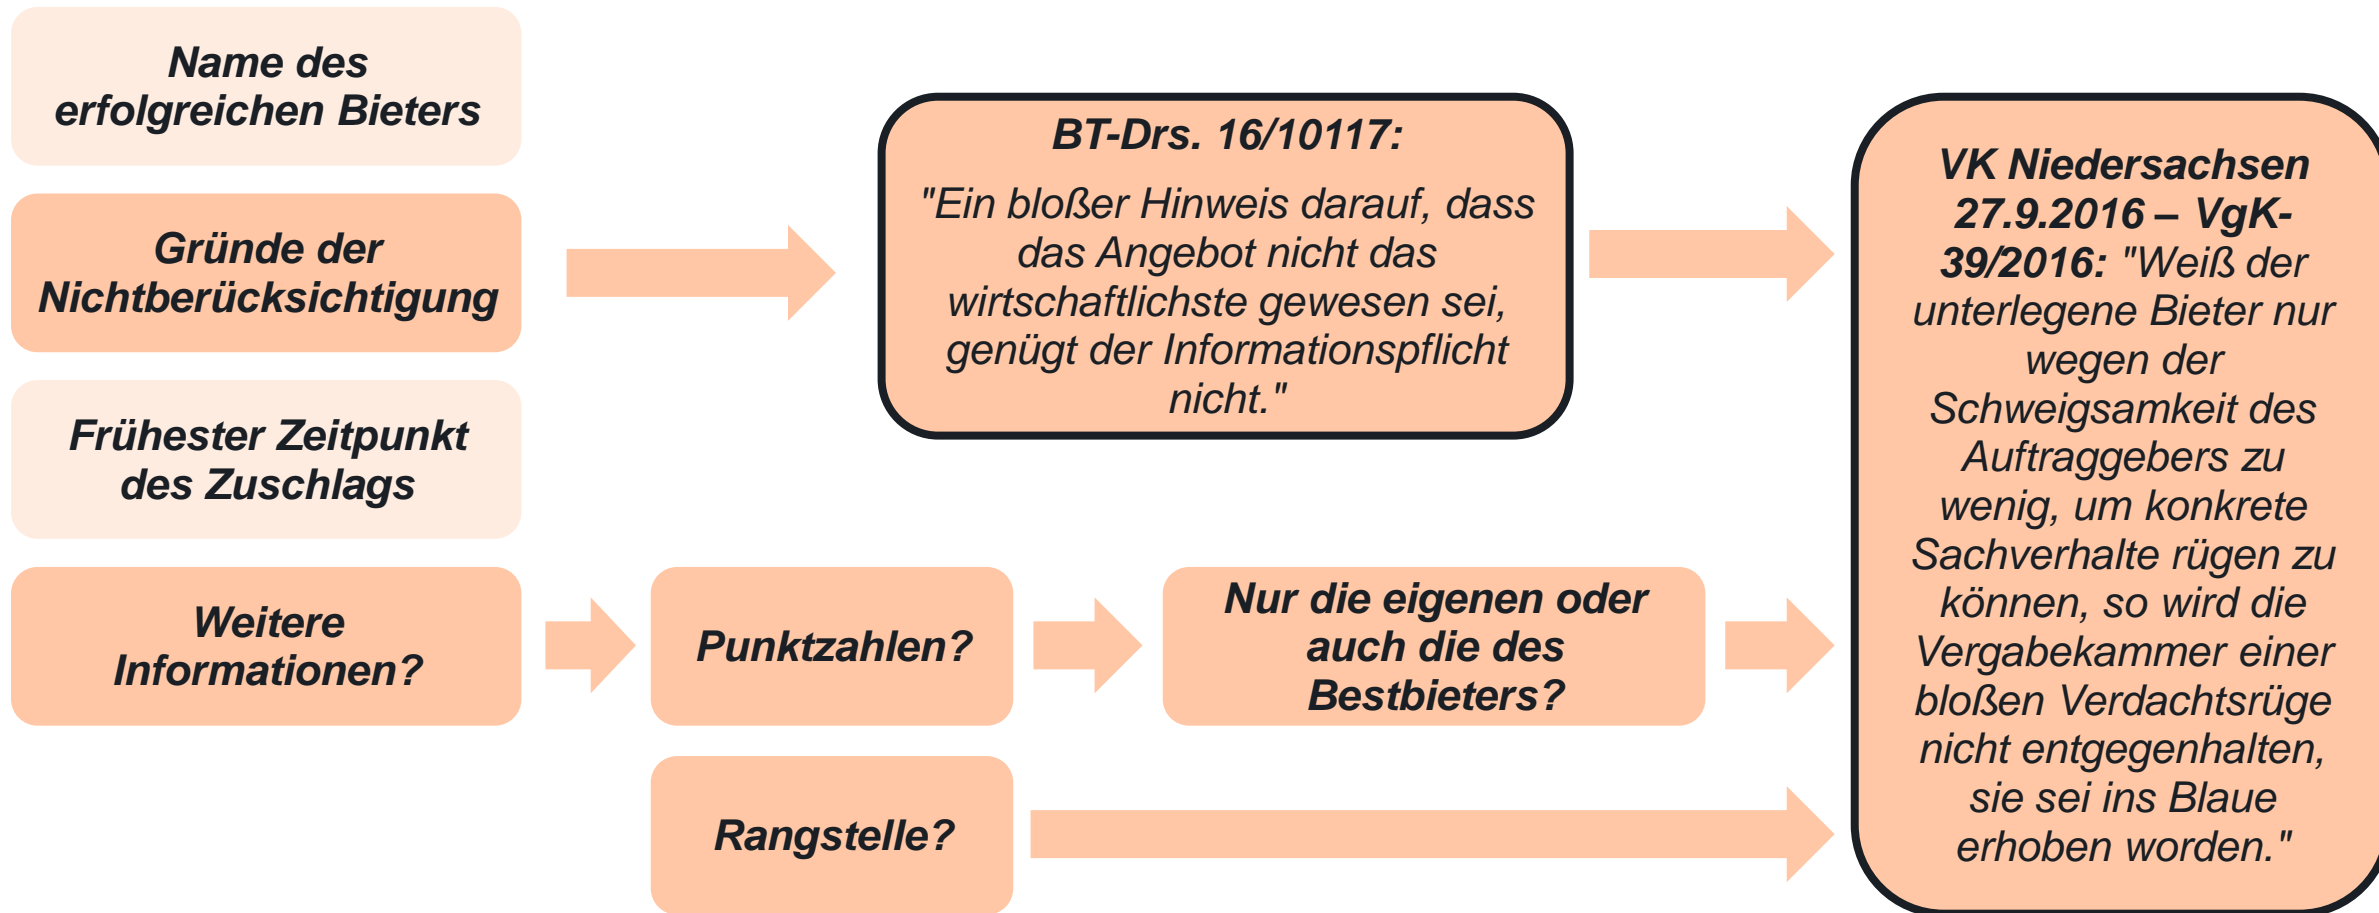 Name des
erfolgreichen Bieters
Gründe der
Nichtberücksichtigung
Frühester Zeitpunkt
des Zuschlags
Weitere
Informationen?
BT-Drs. 16/10117:
"Ein bloßer Hinweis darauf, dass
das Angebot nicht das
wirtschaftlichste gewesen sei,
genügt der Informationspflicht
nicht."
Punktzahlen?
Nur die eigenen oder
auch die des
Bestbieters?
Rangstelle?
VK Niedersachsen
27.9.2016 – VgK-
39/2016: "Weiß der
unterlegene Bieter nur
wegen der
Schweigsamkeit des
Auftraggebers zu
wenig, um konkrete
Sachverhalte rügen zu
können, so wird die
Vergabekammer einer
bloßen Verdachtsrüge
nicht entgegenhalten,
sie sei ins Blaue
erhoben worden."